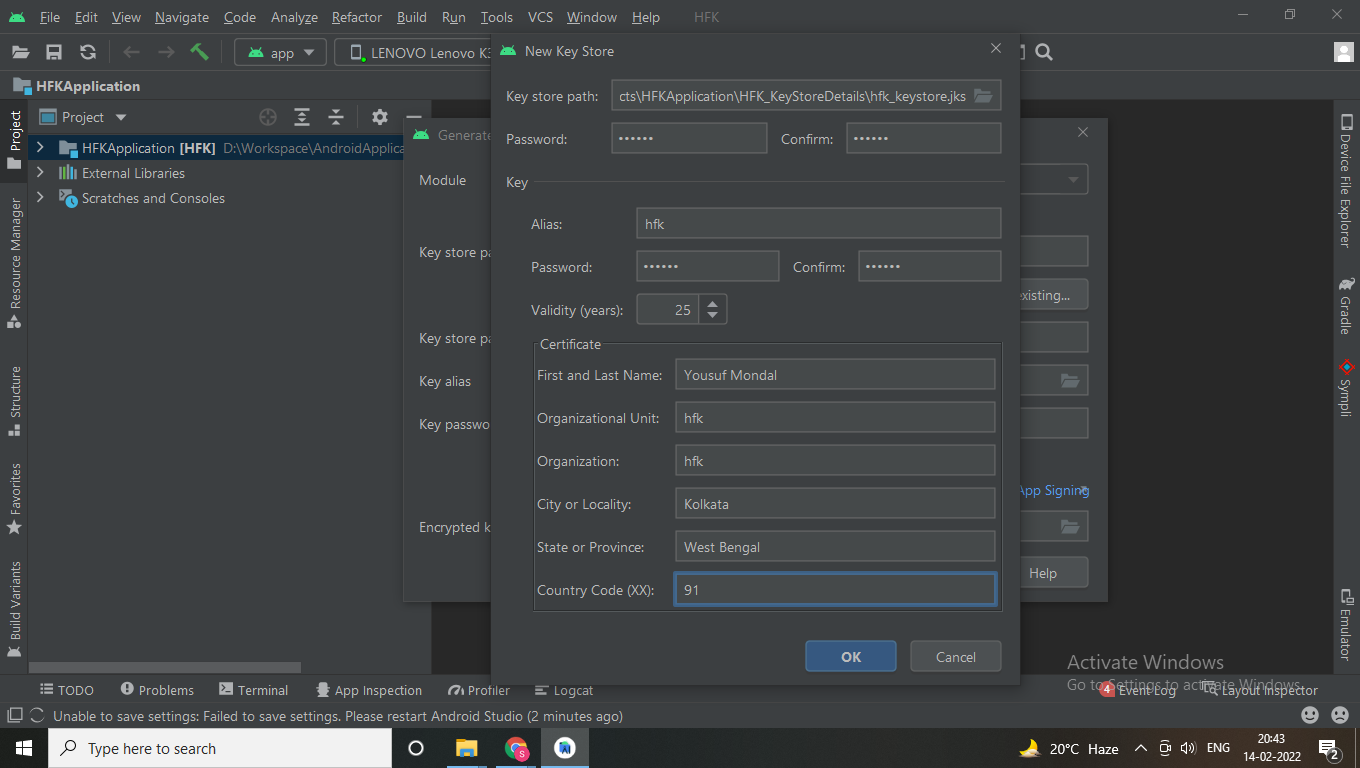 File Edit View Navigate Code Analyze Refactor Build Run Tools VCS Window Help HFK
app LENOVO Lenovo K3
HFKApplication
Project
HFKApplication [HFK] D:\Workspace\AndroidApplica
External Libraries
Scratches and Consoles
Project
Resource Manager
Structure
Favorites
Build Variants
Generate
Module
Key store pa
Key store pa
Key alias
Key passwo
Encrypted k
existing...
App Signing
Help
New Key Store
Key store path: cts\HFKApplication\HFK_KeyStoreDetails\hfk_keystore.jks
Password: •••••• Confirm: ••••••
Key
Alias: hfk
Password: •••••• Confirm: ••••••
Validity (years): 25
Certificate
First and Last Name: Yousuf Mondal
Organizational Unit: hfk
Organization: hfk
City or Locality: Kolkata
State or Province: West Bengal
Country Code (XX): 91
OK Cancel
Device File Explorer
Gradle
Sympli
Emulator
Activate Windows
Go to Settings to activate Windows.
TODO Problems Terminal App Inspection Profiler Logcat 4 Event Log Layout Inspector
Unable to save settings: Failed to save settings. Please restart Android Studio (2 minutes ago)
Type here to search S 20°C Haze ENG 20:43
14-02-2022 2